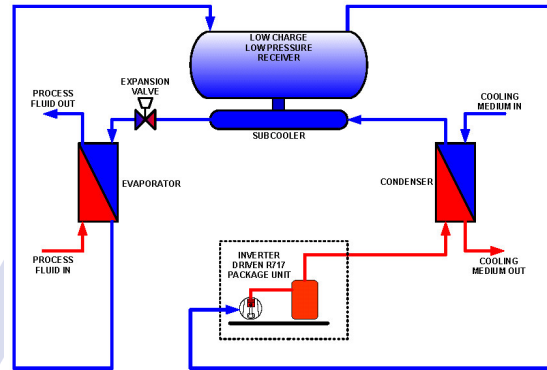 LOW CHARGE
LOW PRESSURE
RECEIVER
EXPANSION
VALVE
PROCESS
FLUID OUT
COOLING
MEDIUM IN
SUBCOOLER
EVAPORATOR
CONDENSER
PROCESS
FLUID IN
INVERTER
DRIVEN R717
PACKAGE UNIT
COOLING
MEDIUM OUT